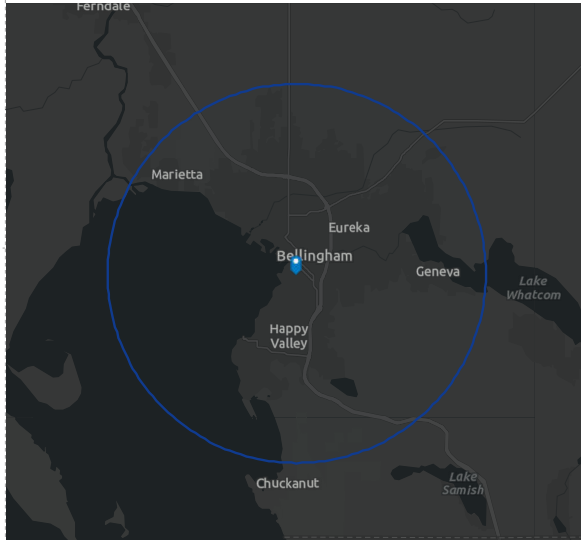 Ferndale
Marietta
Eureka
Bellingham
Geneva
Lake
Whatcom
Happy
Valley
Chuckanut
Lake
Samish